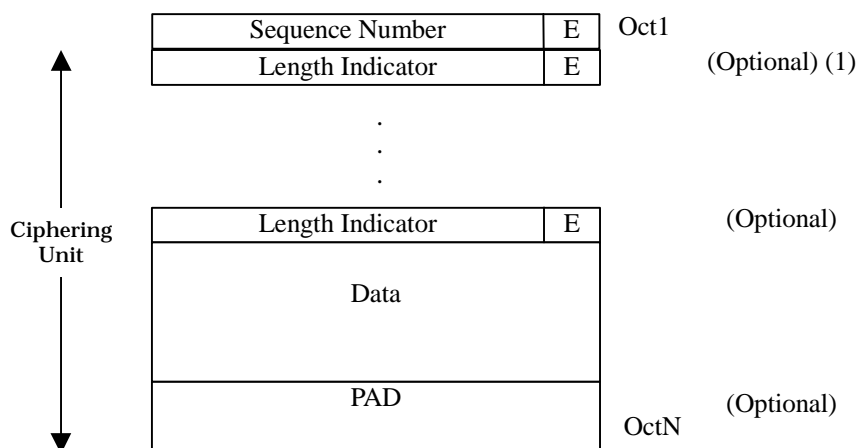 Sequence Number E Oct1
Length Indicator E (Optional) (1)
.
.
.
Ciphering
Unit
Length Indicator E (Optional)
Data
PAD (Optional)
OctN